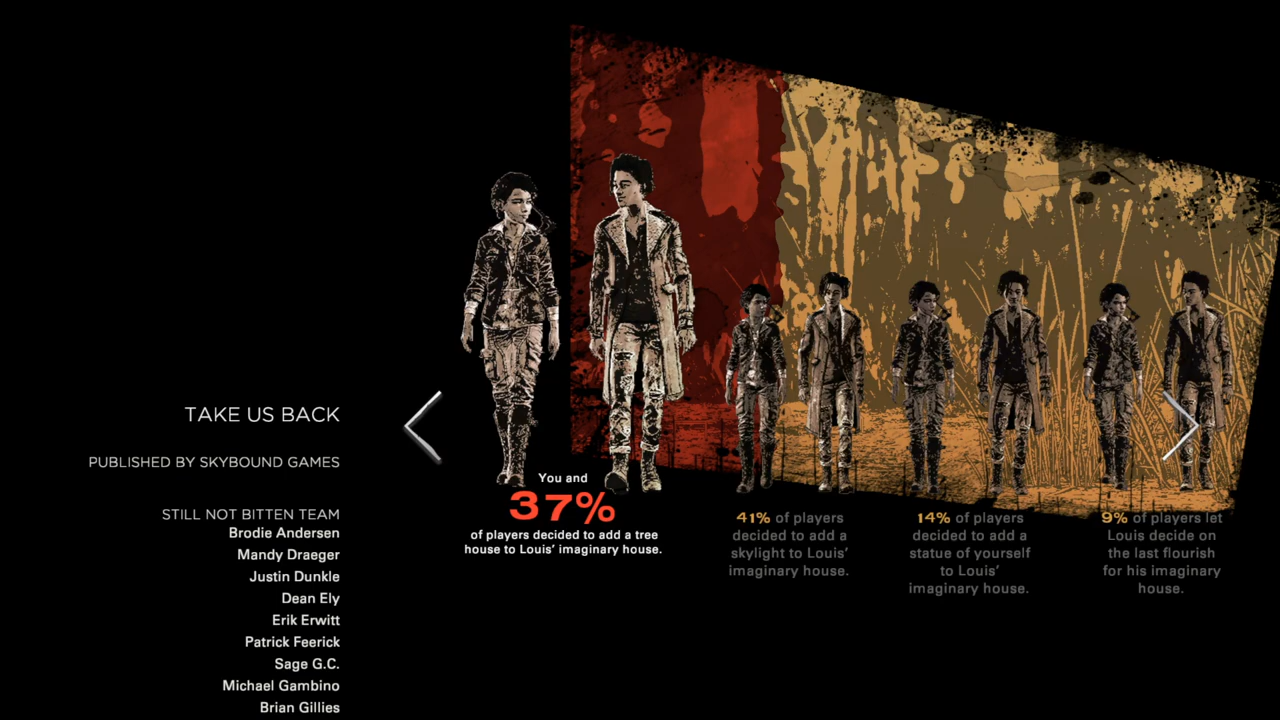 TAKE US BACK
PUBLISHED BY SKYBOUND GAMES
STILL NOT BITTEN TEAM
Brodie Andersen
Mandy Draeger
Justin Dunkle
Dean Ely
Erik Erwitt
Patrick Feerick
Sage G.C.
Michael Gambino
Brian Gillies
You and
37%
of players decided to add a tree
house to Louis' imaginary house.
41% of players
decided to add a
skylight to Louis'
imaginary house.
14% of players
decided to add a
statue of yourself
to Louis'
imaginary house.
9% of players let
Louis decide on
the last flourish
for his imaginary
house.